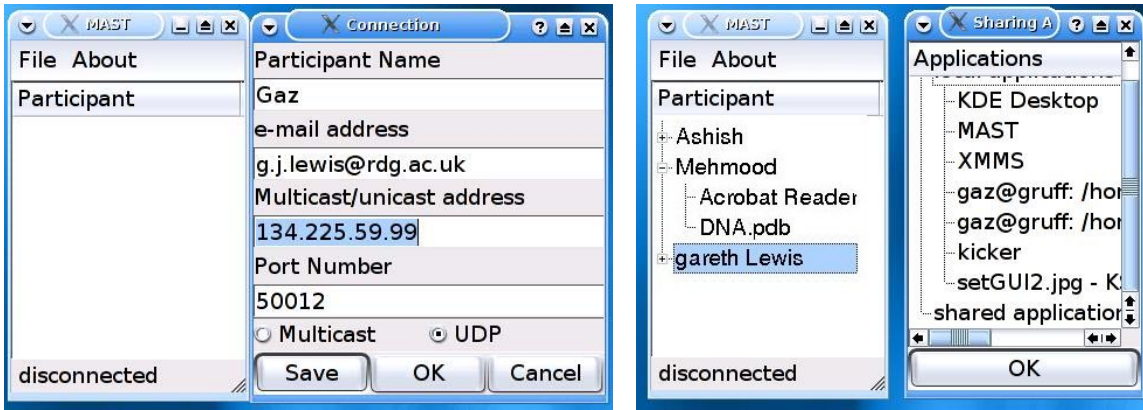 MAST
File About
Participant
disconnected
Connection
Participant Name
Gaz
e-mail address
g.j.lewis@rdg.ac.uk
Multicast/unicast address
134.225.59.99
Port Number
50012
Multicast UDP
Save OK Cancel
MAST
File About
Participant
Ashish
Mehmood
Acrobat Reader
DNA.pdb
gareth Lewis
disconnected
Sharing A
Applications
local applications
KDE Desktop
MAST
XMMS
gaz@gruff: /hor
gaz@gruff: /hor
kicker
setGUI2.jpg - K
shared application
OK